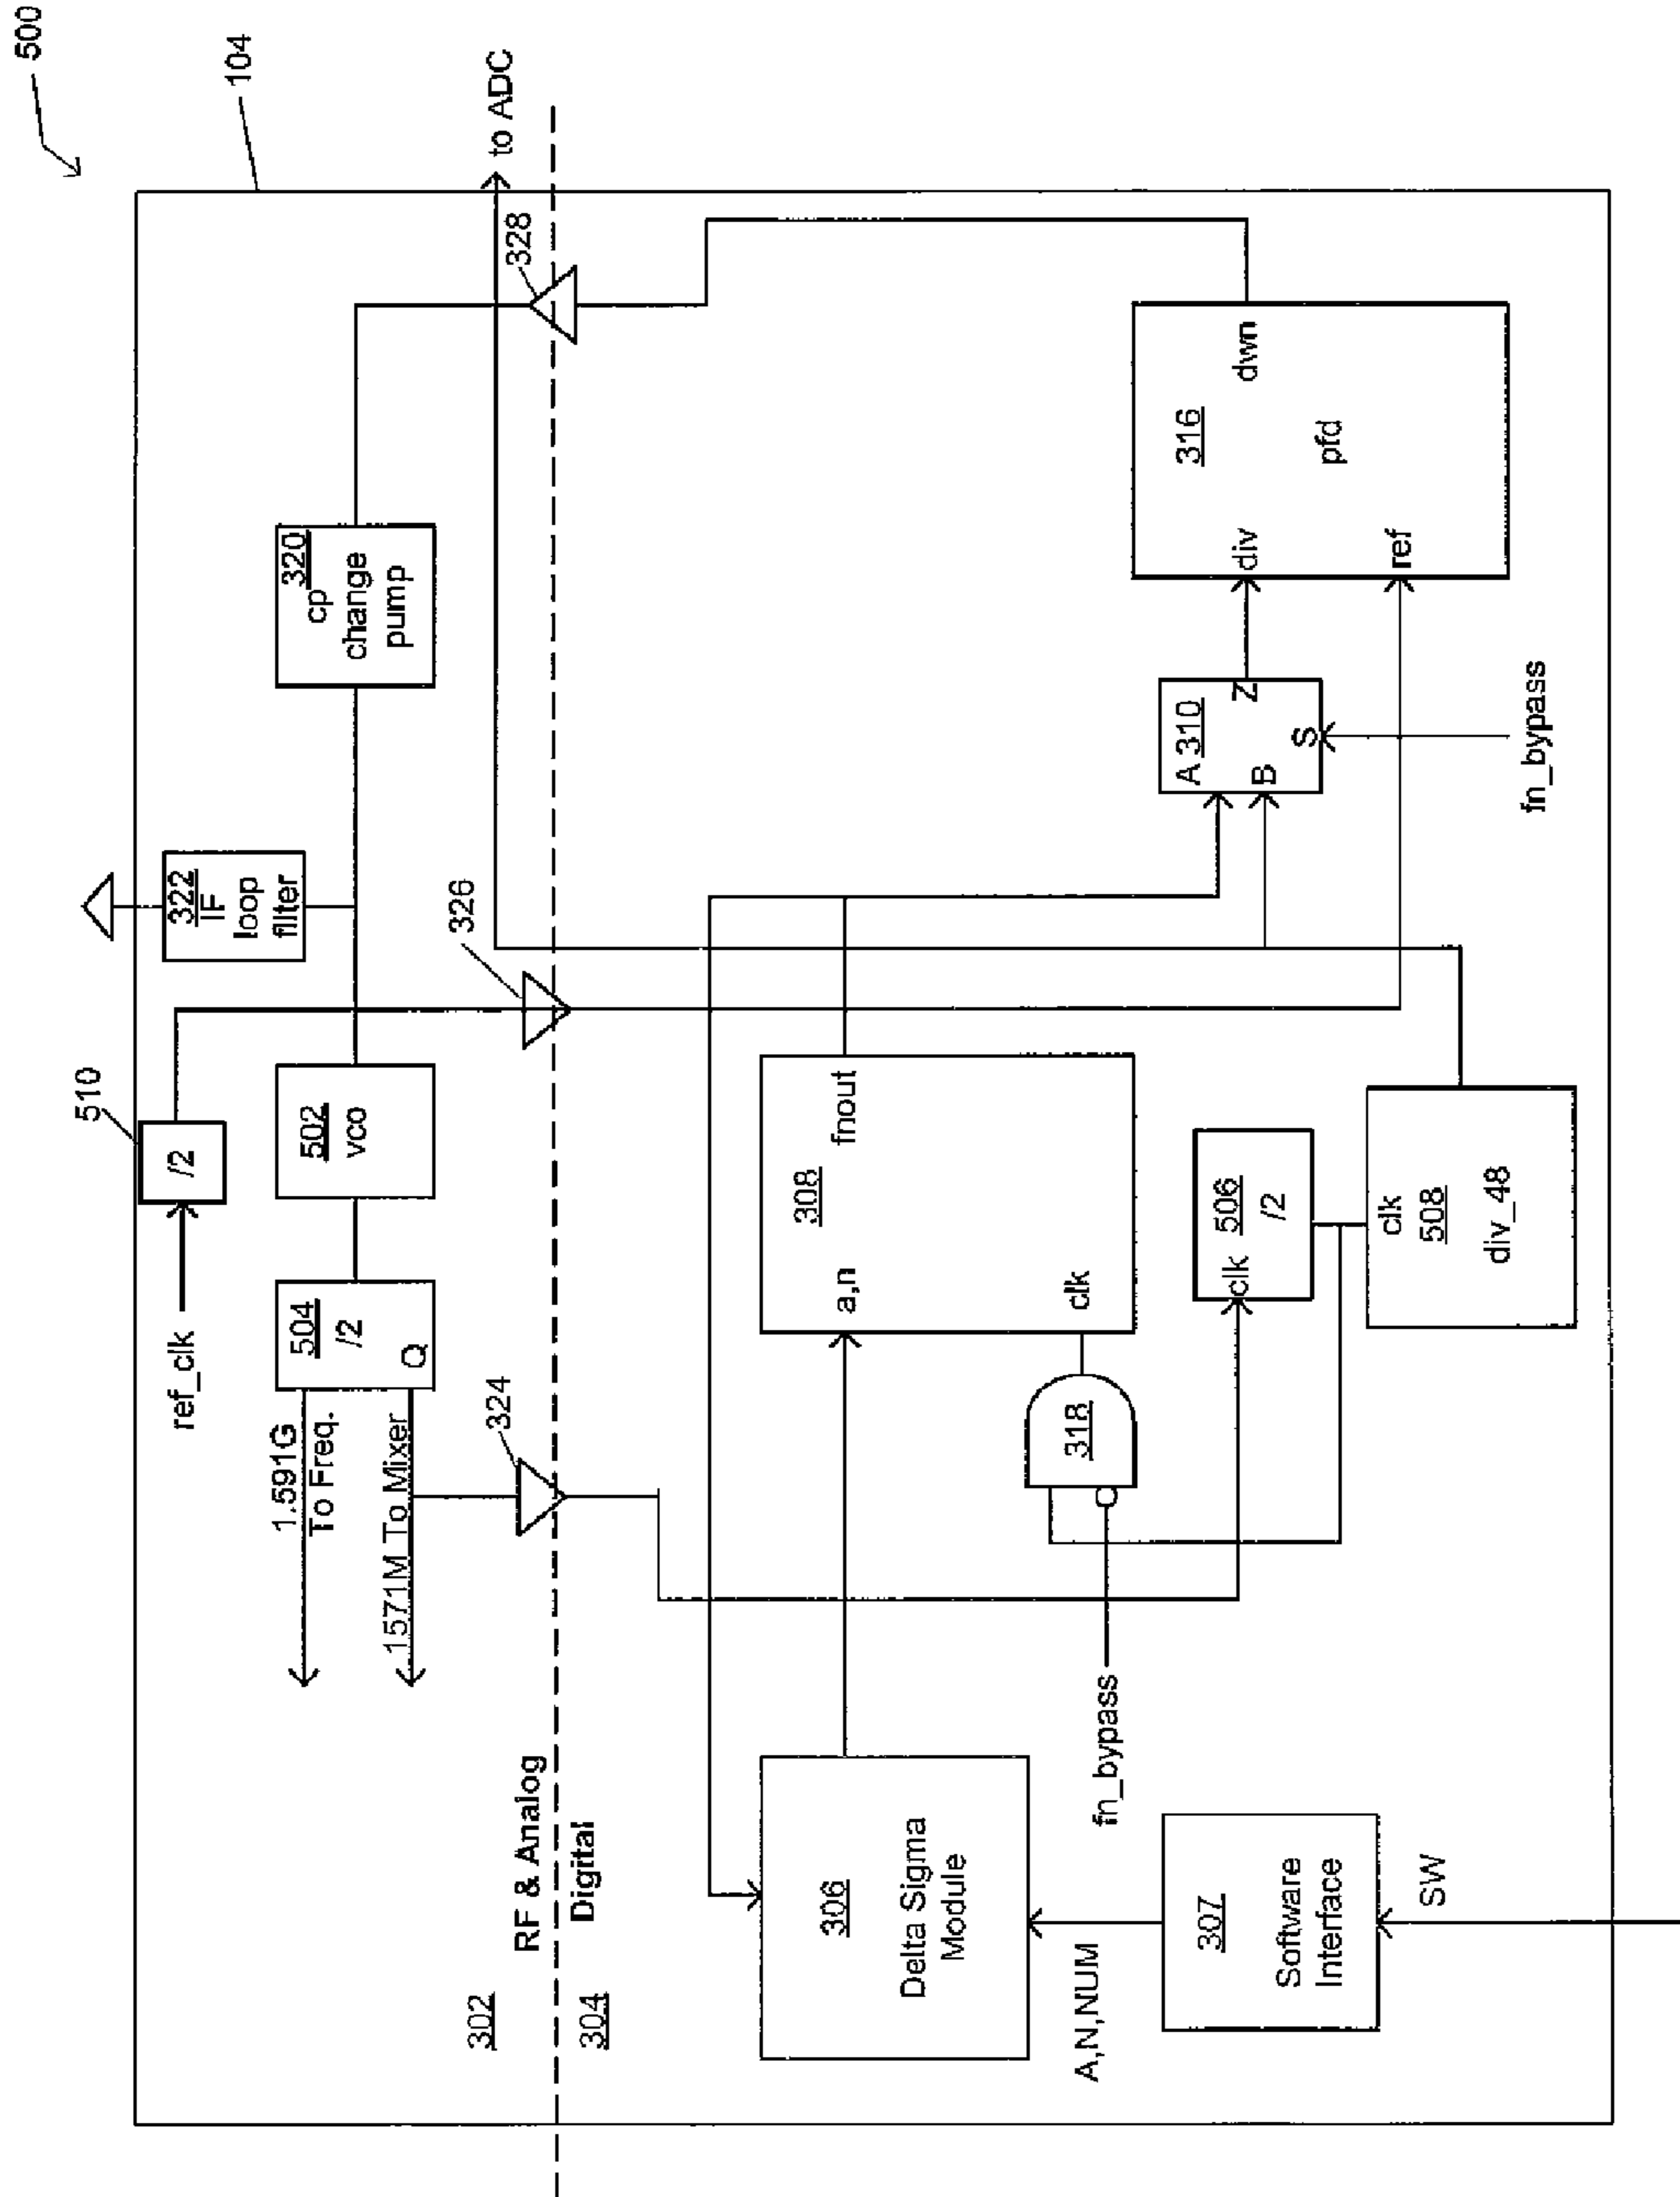 500
104
510
/2
ref_clk
322
IF
loop
filter
320
cp
change
pump
502
vco
504
/2
Q
1.591G
To Freq.
1571M To Mixer
324
326
328
to ADC
302
RF & Analog
304
Digital
306
Delta Sigma
Module
308
a,n
fnout
clk
318
fn_bypass
A 310
B
Z
S
fn_bypass
316
div
dwn
pfd
ref
clk
506
/2
clk
508
div_48
A,N,NUM
307
Software
Interface
SW